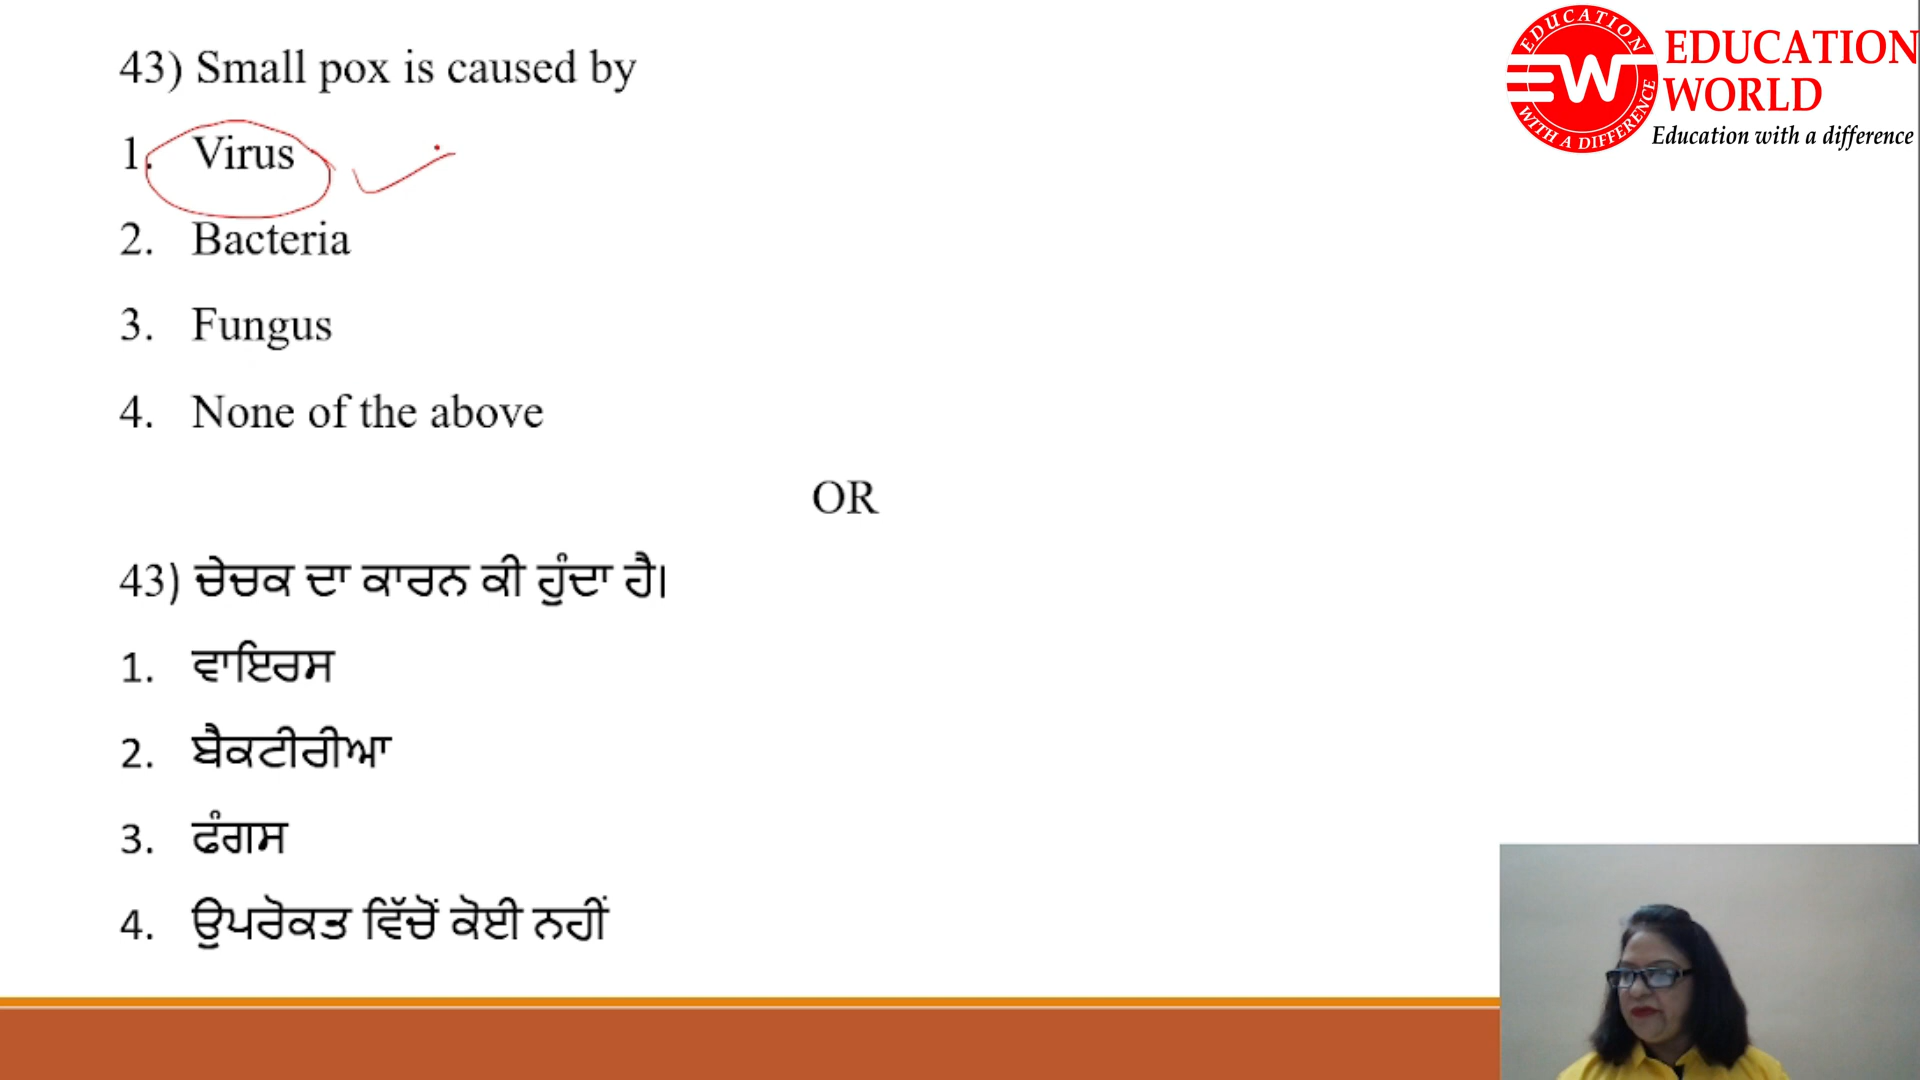 43) Small pox is caused by
1. Virus
2. Bacteria
3. Fungus
4. None of the above
OR
43) ਚੇਚਕ ਦਾ ਕਾਰਨ ਕੀ ਹੁੰਦਾ ਹੈ।
1. ਵਾਇਰਸ
2. ਬੈਕਟੀਰੀਆ
3. ਫੰਗਸ
4. ਉਪਰੋਕਤ ਵਿੱਚੋਂ ਕੋਈ ਨਹੀਂ
EDUCATION
EW
WITH A DIFFERENCE
EDUCATION
WORLD
Education with a difference